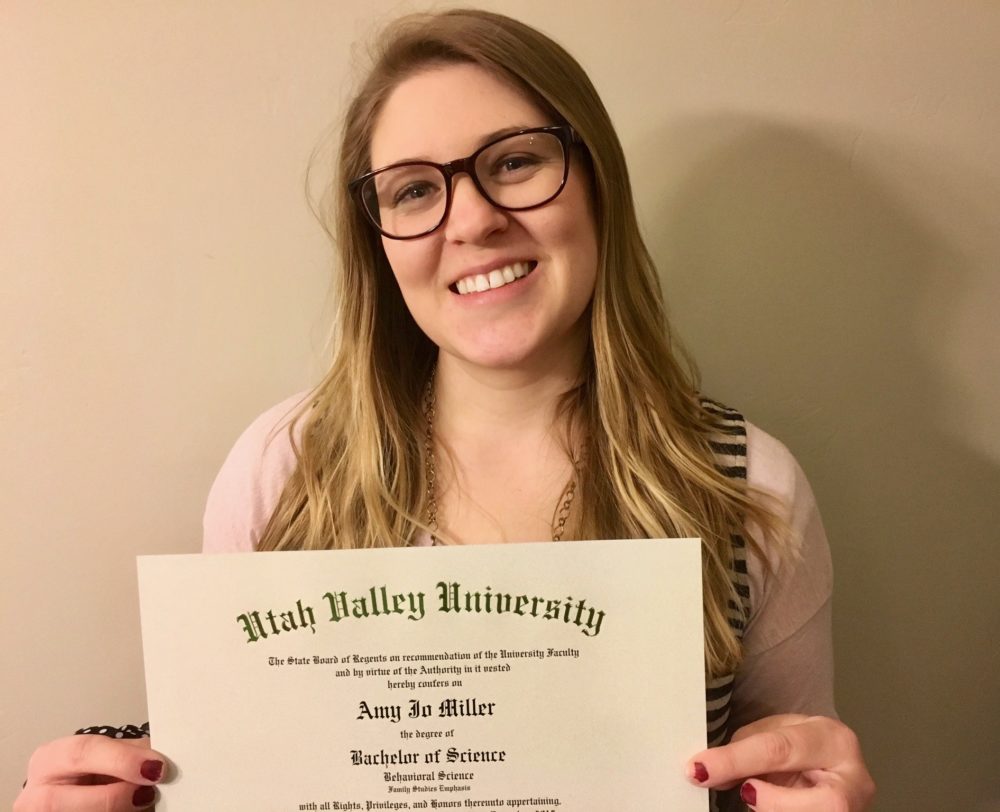 Utah Valley University
The State Board of Regents on recommendation of the University Faculty
and by virtue of the Authority in it vested
hereby confers on
Amy Jo Miller
the degree of
Bachelor of Science
Behavioral Science
Family Studies Emphasis
with all Rights, Privileges, and Honors thereunto appertaining.